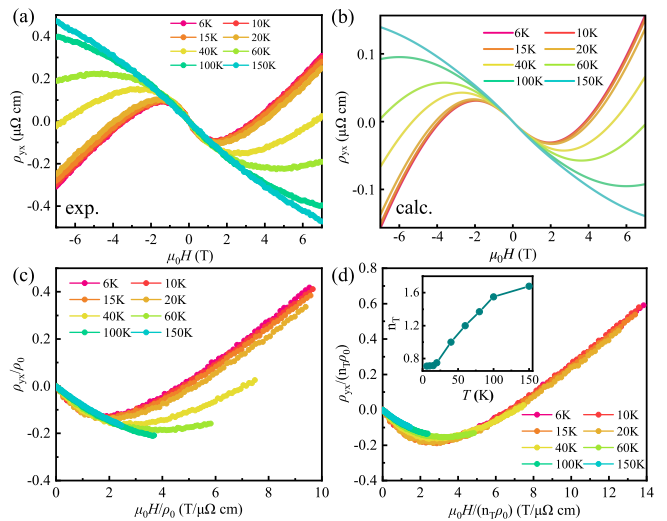 (a)
6K 10K
15K 20K
40K 60K
100K 150K
exp.
0.4
0.2
0.0
-0.2
-0.4
ρyx (μΩ cm)
-6 -4 -2 0 2 4 6
μ0H (T)
(b)
6K 10K
15K 20K
40K 60K
100K 150K
calc.
0.1
0.0
-0.1
ρyx (μΩ cm)
-6 -4 -2 0 2 4 6
μ0H (T)
(c)
6K 10K
15K 20K
40K 60K
100K 150K
0.4
0.2
0.0
-0.2
-0.4
ρyx/ρ0
0 2 4 6 8 10
μ0H/ρ0 (T/μΩ cm)
(d)
0.8
0.6
0.4
0.2
0.0
-0.2
-0.4
ρyx/(nTρ0)
1.6
1.2
0.8
nT
0 50 100 150
T (K)
6K 10K
15K 20K
40K 60K
100K 150K
0 2 4 6 8 10 12 14
μ0H/(nTρ0) (T/μΩ cm)